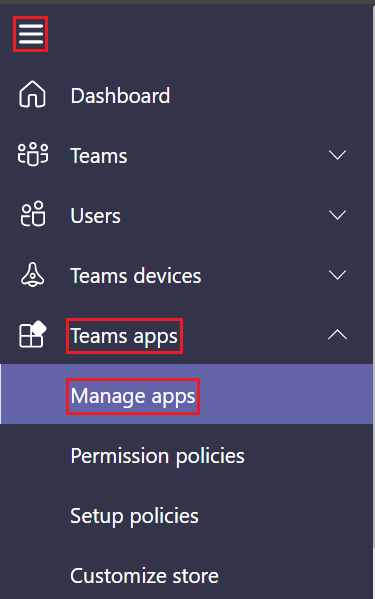 Dashboard
Teams
Users
Teams devices
Teams apps
Manage apps
Permission policies
Setup policies
Customize store